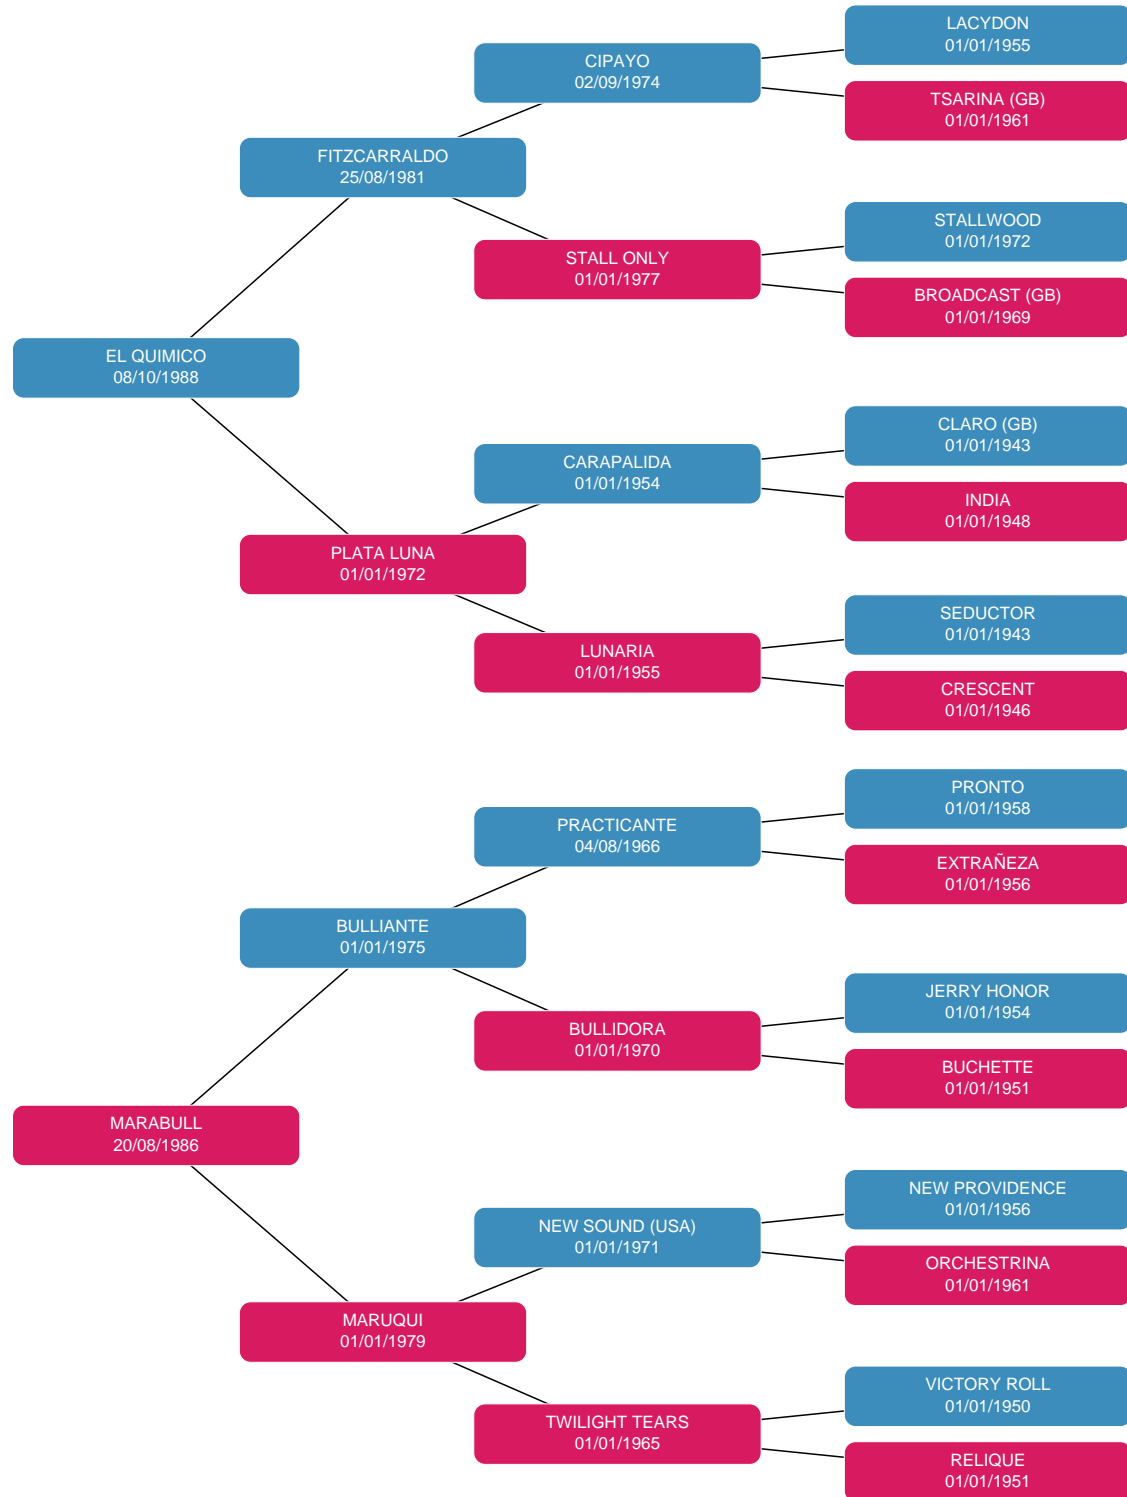 LACYDON
01/01/1955
CIPAYO
02/09/1974
TSARINA (GB)
01/01/1961
FITZCARRALDO
25/08/1981
STALLWOOD
01/01/1972
STALL ONLY
01/01/1977
BROADCAST (GB)
01/01/1969
EL QUIMICO
08/10/1988
CLARO (GB)
01/01/1943
CARAPALIDA
01/01/1954
INDIA
01/01/1948
PLATA LUNA
01/01/1972
SEDUCTOR
01/01/1943
LUNARIA
01/01/1955
CRESCENT
01/01/1946
PRONTO
01/01/1958
PRACTICANTE
04/08/1966
EXTRAÑEZA
01/01/1956
BULLIANTE
01/01/1975
JERRY HONOR
01/01/1954
BULLIDORA
01/01/1970
BUCHETTE
01/01/1951
MARABULL
20/08/1986
NEW PROVIDENCE
01/01/1956
NEW SOUND (USA)
01/01/1971
ORCHESTRINA
01/01/1961
MARUQUI
01/01/1979
VICTORY ROLL
01/01/1950
TWILIGHT TEARS
01/01/1965
RELIQUE
01/01/1951